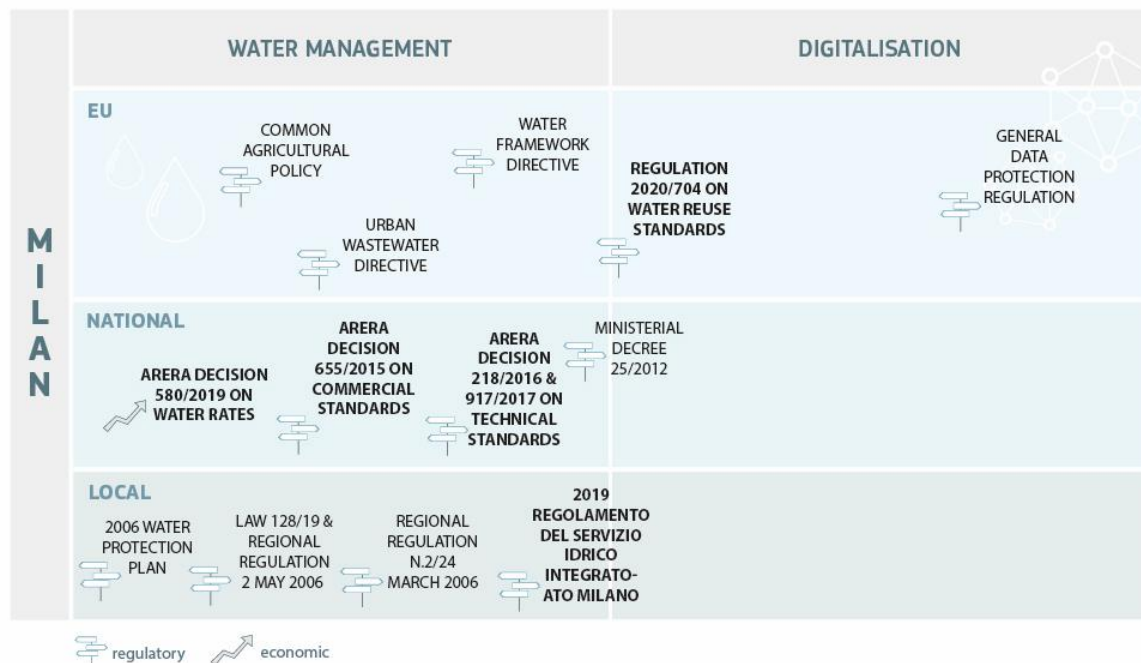 WATER MANAGEMENT
DIGITALISATION
MILAN
EU
COMMON
AGRICULTURAL
POLICY
WATER
FRAMEWORK
DIRECTIVE
URBAN
WASTEWATER
DIRECTIVE
REGULATION
2020/704 ON
WATER REUSE
STANDARDS
GENERAL
DATA
PROTECTION
REGULATION
NATIONAL
ARERA DECISION
580/2019 ON
WATER RATES
ARERA
DECISION
655/2015 ON
COMMERCIAL
STANDARDS
ARERA
DECISION
218/2016 &
917/2017 ON
TECHNICAL
STANDARDS
MINISTERIAL
DECREE
25/2012
LOCAL
2006 WATER
PROTECTION
PLAN
LAW 128/19 &
REGIONAL
REGULATION
2 MAY 2006
REGIONAL
REGULATION
N.2/24
MARCH 2006
2019
REGOLAMENTO
DEL SERVIZIO
IDRICO
INTEGRATO-
ATO MILANO
regulatory
economic